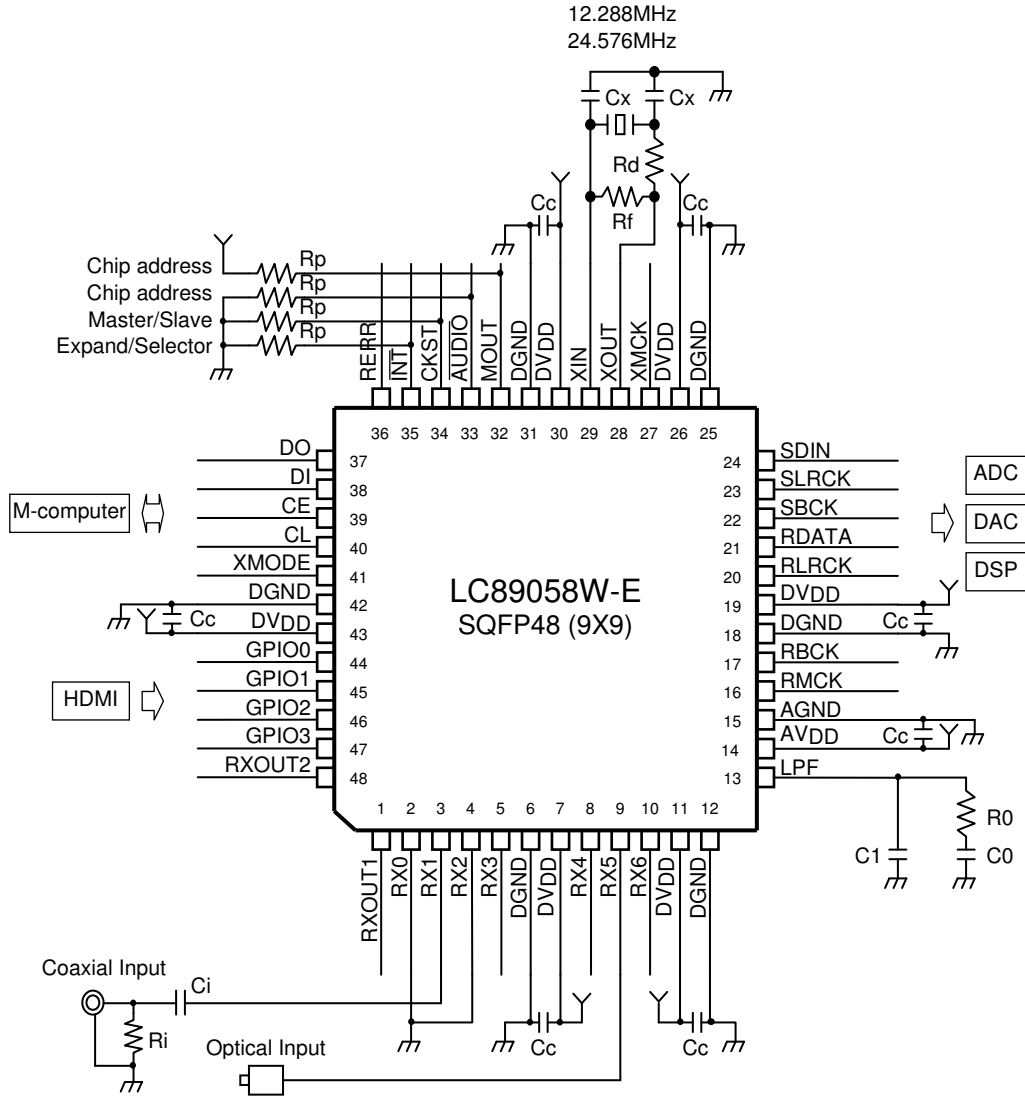 12.288MHz
24.576MHz
Cx
Cx
Rd
Rf
Cc
Cc
Chip address
Rp
Chip address
Rp
Master/Slave
Rp
Expand/Selector
Rp
RERR
INT
CKST
AUDIO
MOUT
DGND
DVDD
XIN
XOUT
XMCK
DVDD
DGND
36 35 34 33 32 31 30 29 28 27 26 25
DO 37
DI 38
CE 39
CL 40
XMODE 41
DGND 42
DVDD 43
GPIO0 44
GPIO1 45
GPIO2 46
GPIO3 47
RXOUT2 48
M-computer
Cc
HDMI
LC89058W-E
SQFP48 (9X9)
24 SDIN
23 SLRCK
22 SBCK
21 RDATA
20 RLRCK
19 DVDD
18 DGND
17 RBCK
16 RMCK
15 AGND
14 AVDD
13 LPF
ADC
DAC
DSP
Cc
Cc
R0
C1
C0
1 2 3 4 5 6 7 8 9 10 11 12
RXOUT1
RX0
RX1
RX2
RX3
DGND
DVDD
RX4
RX5
RX6
DVDD
DGND
Coaxial Input
Ci
Ri
Optical Input
Cc
Cc